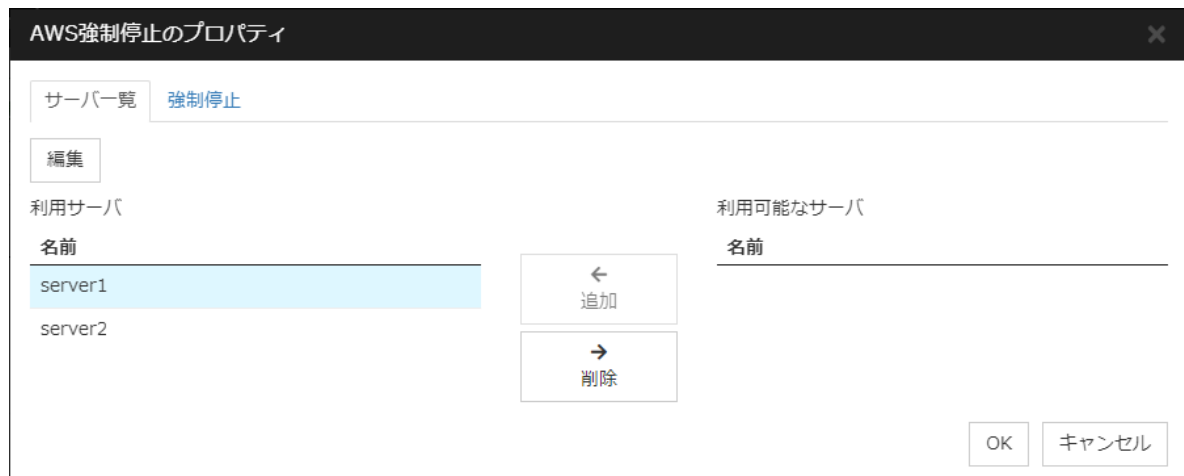 AWS強制停止のプロパティ
サーバ一覧 強制停止
編集
利用サーバ
利用可能なサーバ
名前
名前
server1
server2
追加
削除
OK キャンセル